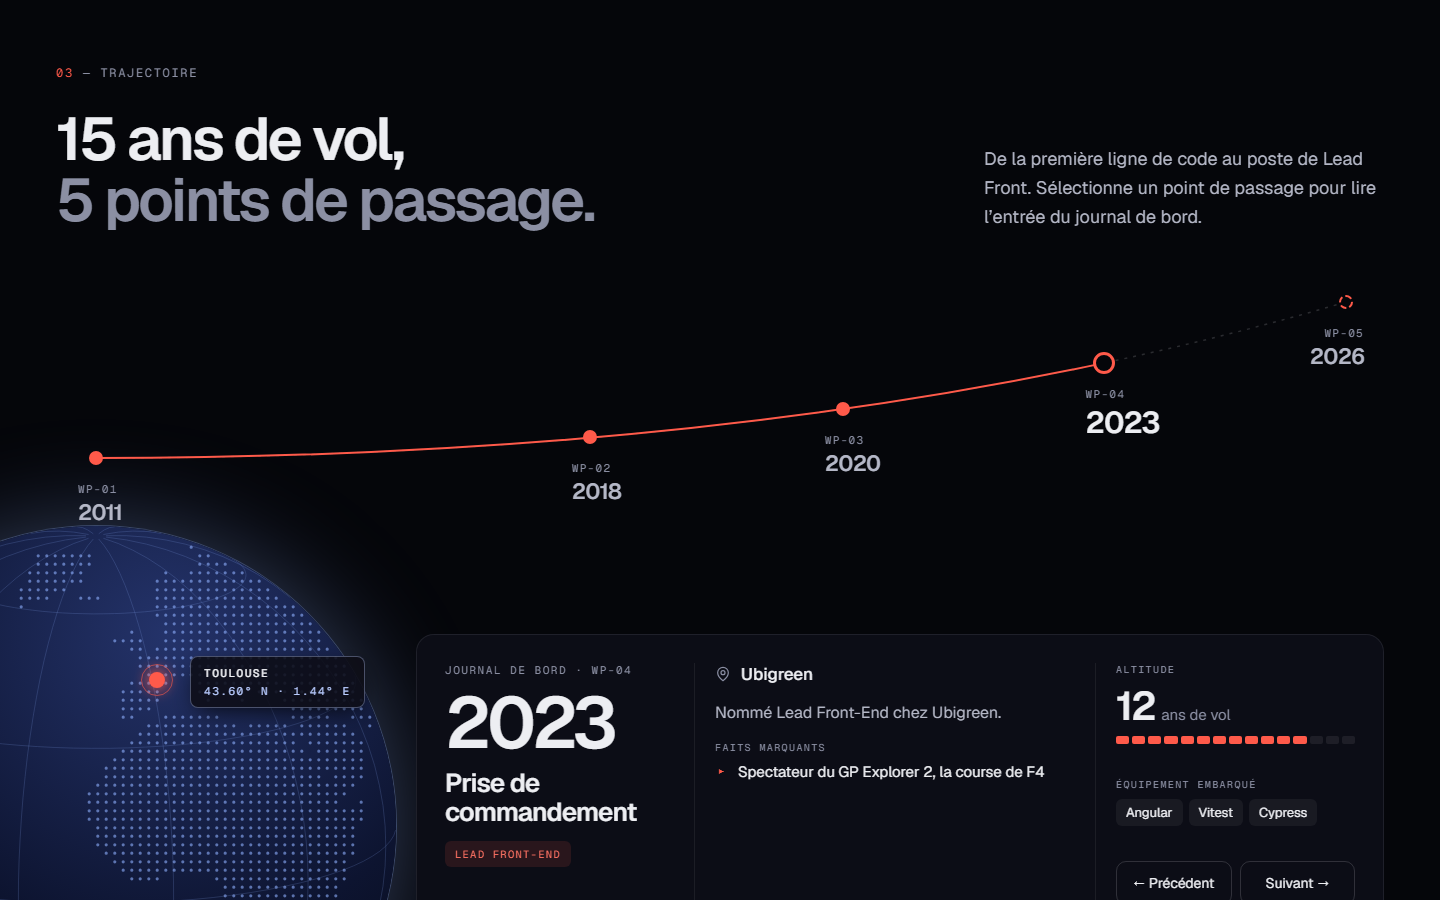 03 — TRAJECTOIRE
15 ans de vol,
5 points de passage.
De la première ligne de code au poste de Lead
Front. Sélectionne un point de passage pour lire
l’entrée du journal de bord.
WP-05
2026
WP-04
2023
WP-03
2020
WP-02
2018
WP-01
2011
TOULOUSE
43.60° N · 1.44° E
JOURNAL DE BORD · WP-04
2023
Prise de
commandement
LEAD FRONT-END
Ubigreen
Nommé Lead Front-End chez Ubigreen.
FAITS MARQUANTS
▸ Spectateur du GP Explorer 2, la course de F4
ALTITUDE
12 ans de vol
ÉQUIPEMENT EMBARQUÉ
Angular Vitest Cypress
← Précédent Suivant →